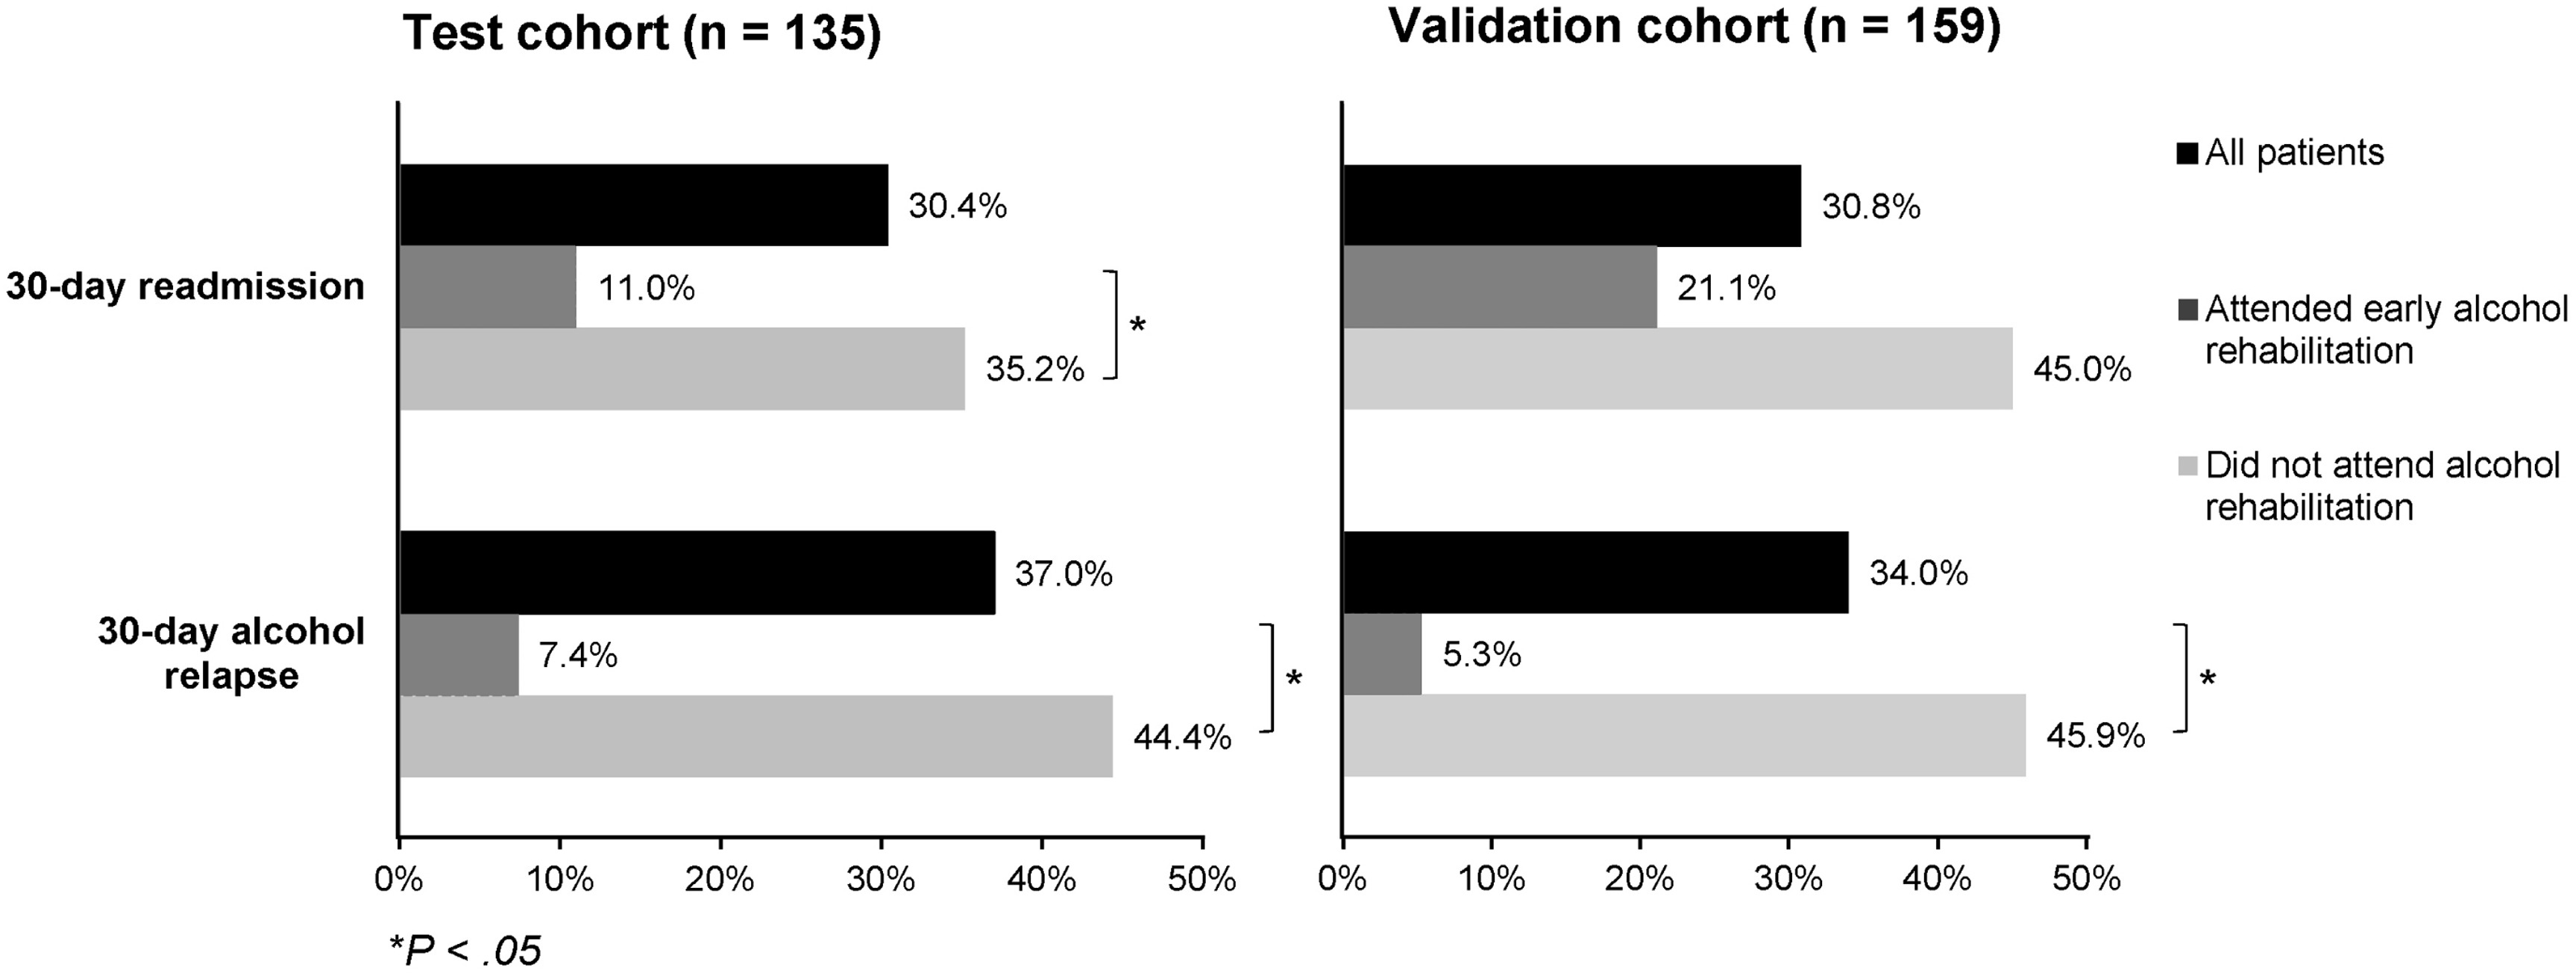 Test cohort (n = 135)
Validation cohort (n = 159)
30-day readmission
30.4%
11.0%
35.2%
*
30.8%
21.1%
45.0%
30-day alcohol
relapse
37.0%
7.4%
44.4%
*
34.0%
5.3%
45.9%
*
0%
10%
20%
30%
40%
50%
0%
10%
20%
30%
40%
50%
All patients
Attended early alcohol
rehabilitation
Did not attend alcohol
rehabilitation
*P < .05